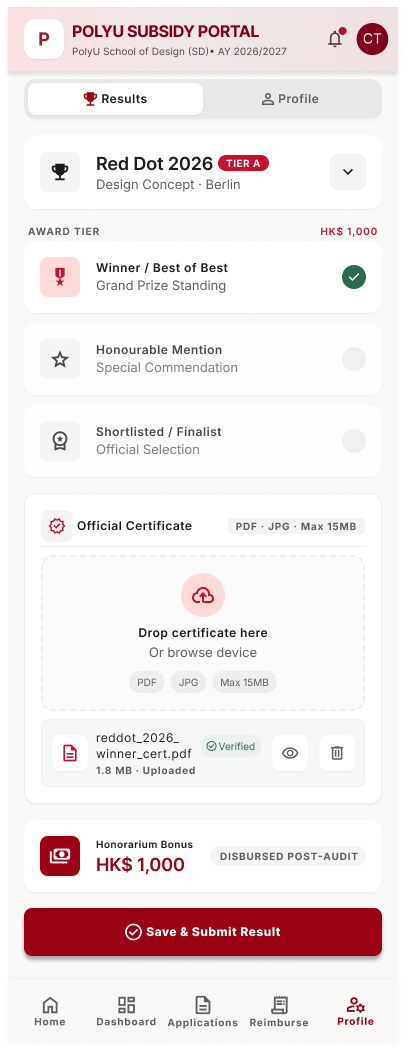 P
POLYU SUBSIDY PORTAL
PolyU School of Design (SD)• AY 2026/2027
CT
Results
Profile
Red Dot 2026
TIER A
Design Concept · Berlin
AWARD TIER
HK$ 1,000
Winner / Best of Best
Grand Prize Standing
Honourable Mention
Special Commendation
Shortlisted / Finalist
Official Selection
Official Certificate
PDF · JPG · Max 15MB
Drop certificate here
Or browse device
PDF
JPG
Max 15MB
reddot_2026_
winner_cert.pdf
Verified
1.8 MB · Uploaded
Honorarium Bonus
HK$ 1,000
DISBURSED POST-AUDIT
Save & Submit Result
Home
Dashboard
Applications
Reimburse
Profile